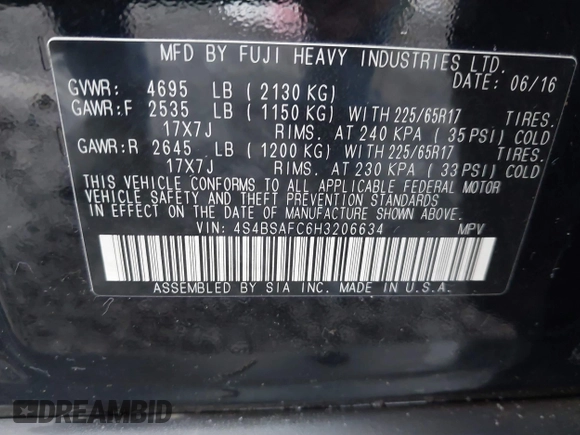 MFD BY FUJI HEAVY INDUSTRIES LTD.
DATE: 06/16
GVWR: 4695 LB (2130 KG)
GAWR:F 2535 LB (1150 KG) WITH 225/65R17 TIRES.
17X7J RIMS. AT 240 KPA (35 PSI) COLD
GAWR:R 2645 LB (1200 KG) WITH 225/65R17 TIRES.
17X7J RIMS. AT 230 KPA (33 PSI) COLD
THIS VEHICLE CONFORMS TO ALL APPLICABLE FEDERAL MOTOR
VEHICLE SAFETY AND THEFT PREVENTION STANDARDS
IN EFFECT ON THE DATE OF MANUFACTURE SHOWN ABOVE.
VIN: 4S4BSAFC6H3206634 MPV
ASSEMBLED BY SIA INC. MADE IN U.S.A.
DREAMBID